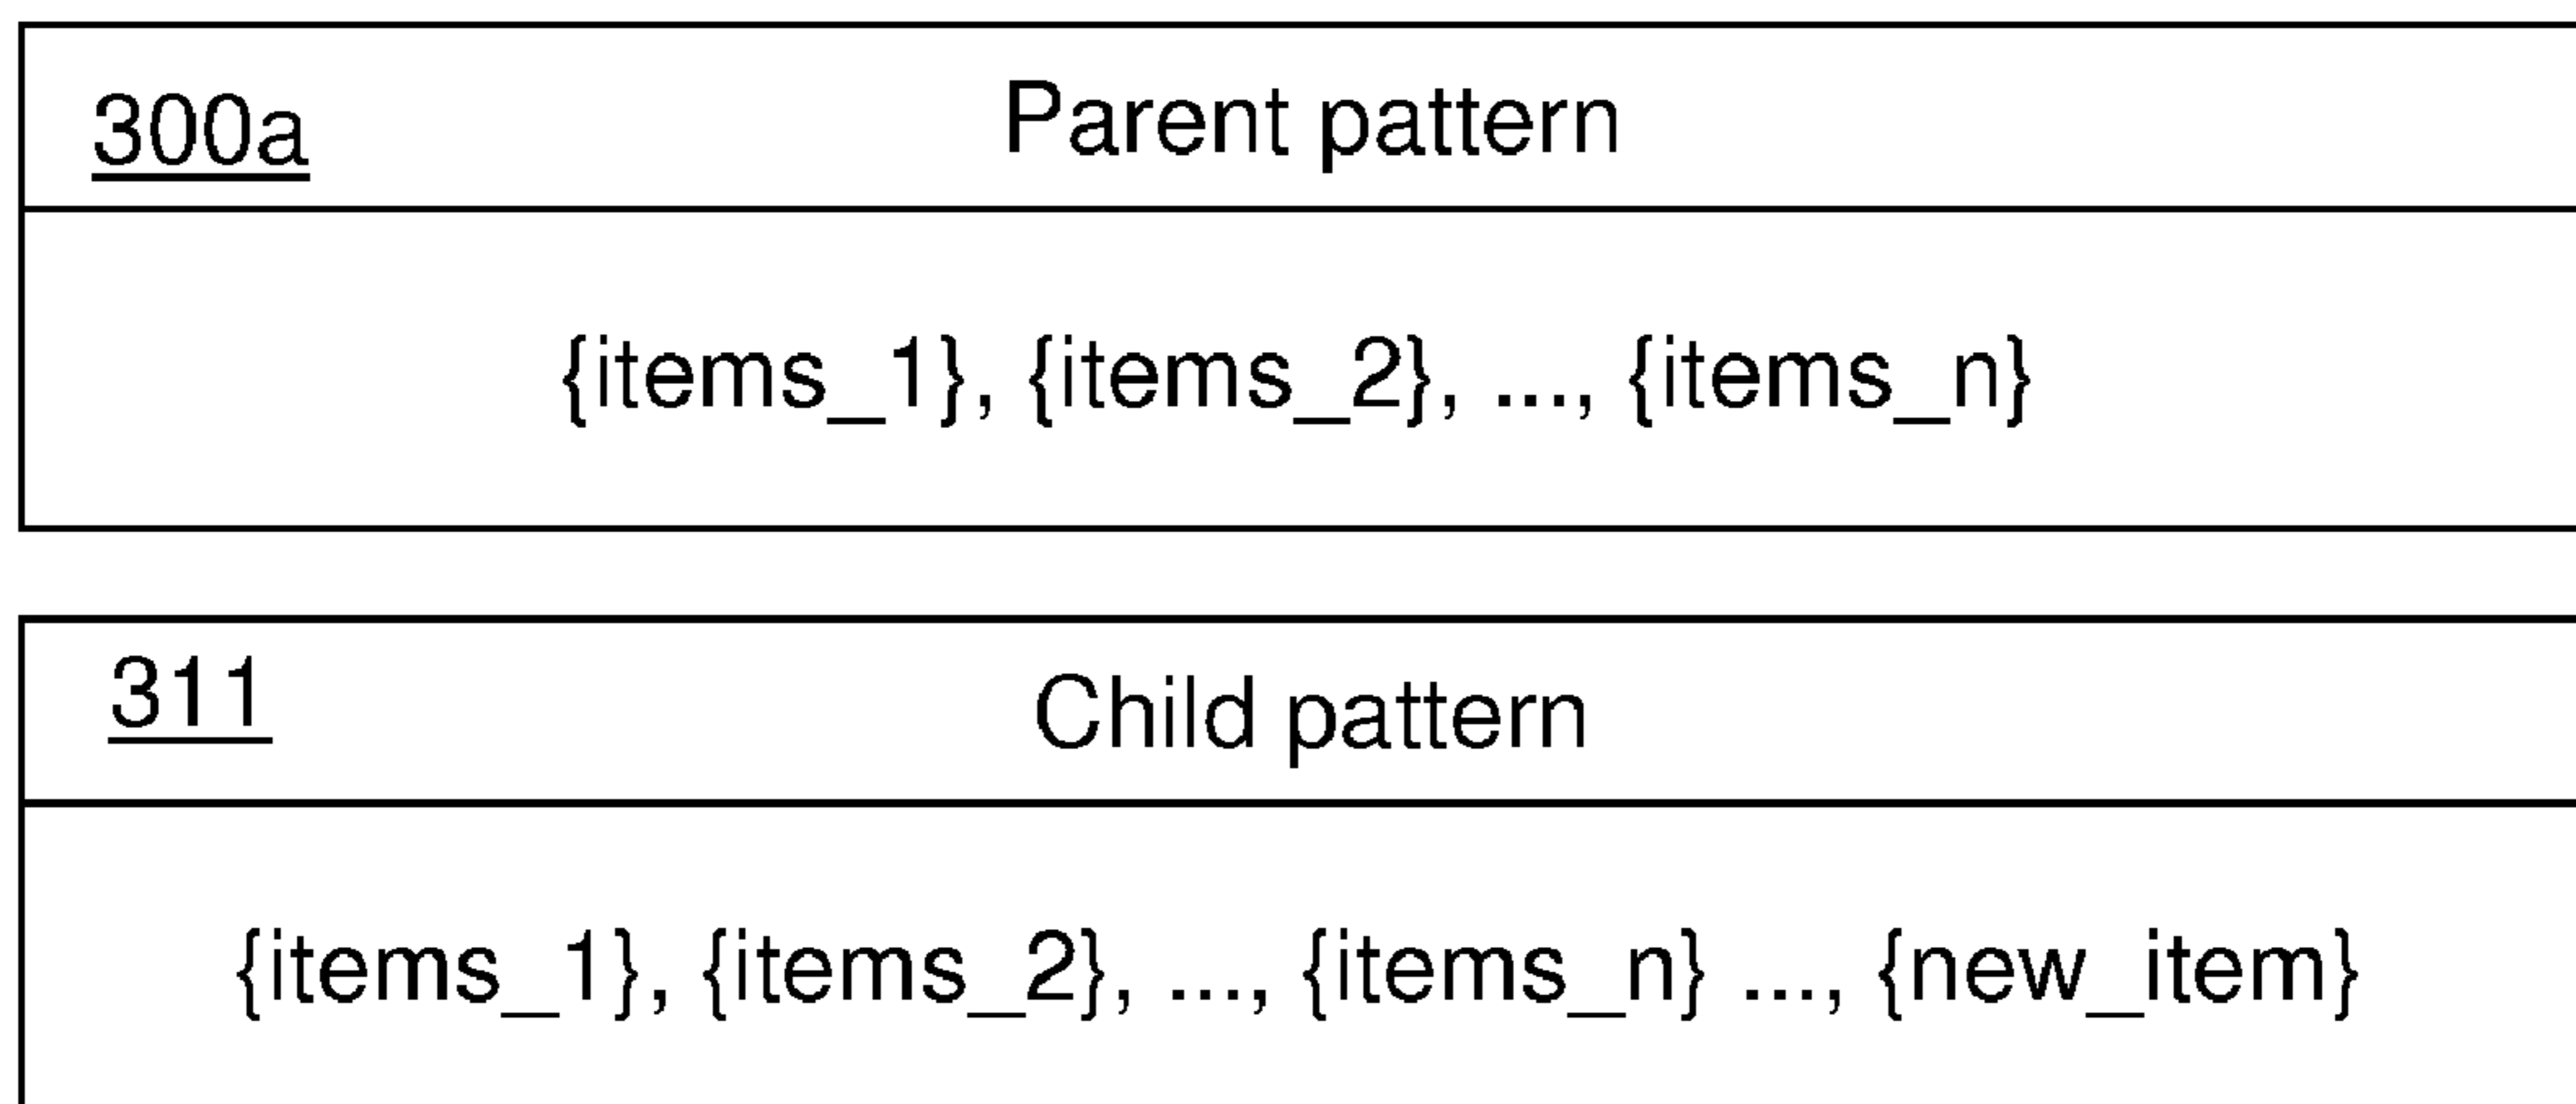 300a Parent pattern
{items_1}, {items_2}, ..., {items_n}
311 Child pattern
{items_1}, {items_2}, ..., {items_n} ..., {new_item}